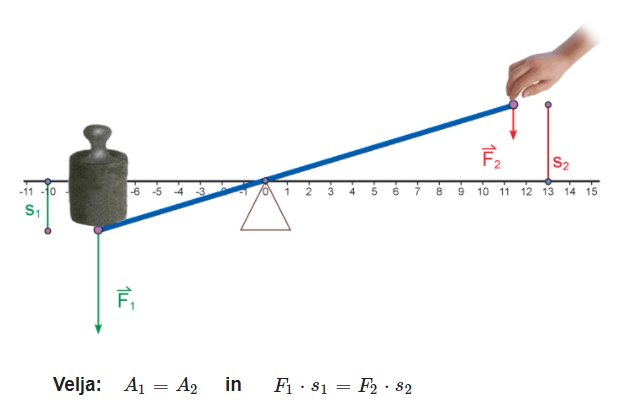 F₂
s₂
-11 -10 -6 -5 -4 -3 -2 -1 0 1 2 3 4 5 6 7 8 9 10 11 12 13 14 15
s₁
F₁
Velja: A₁ = A₂ in F₁ · s₁ = F₂ · s₂